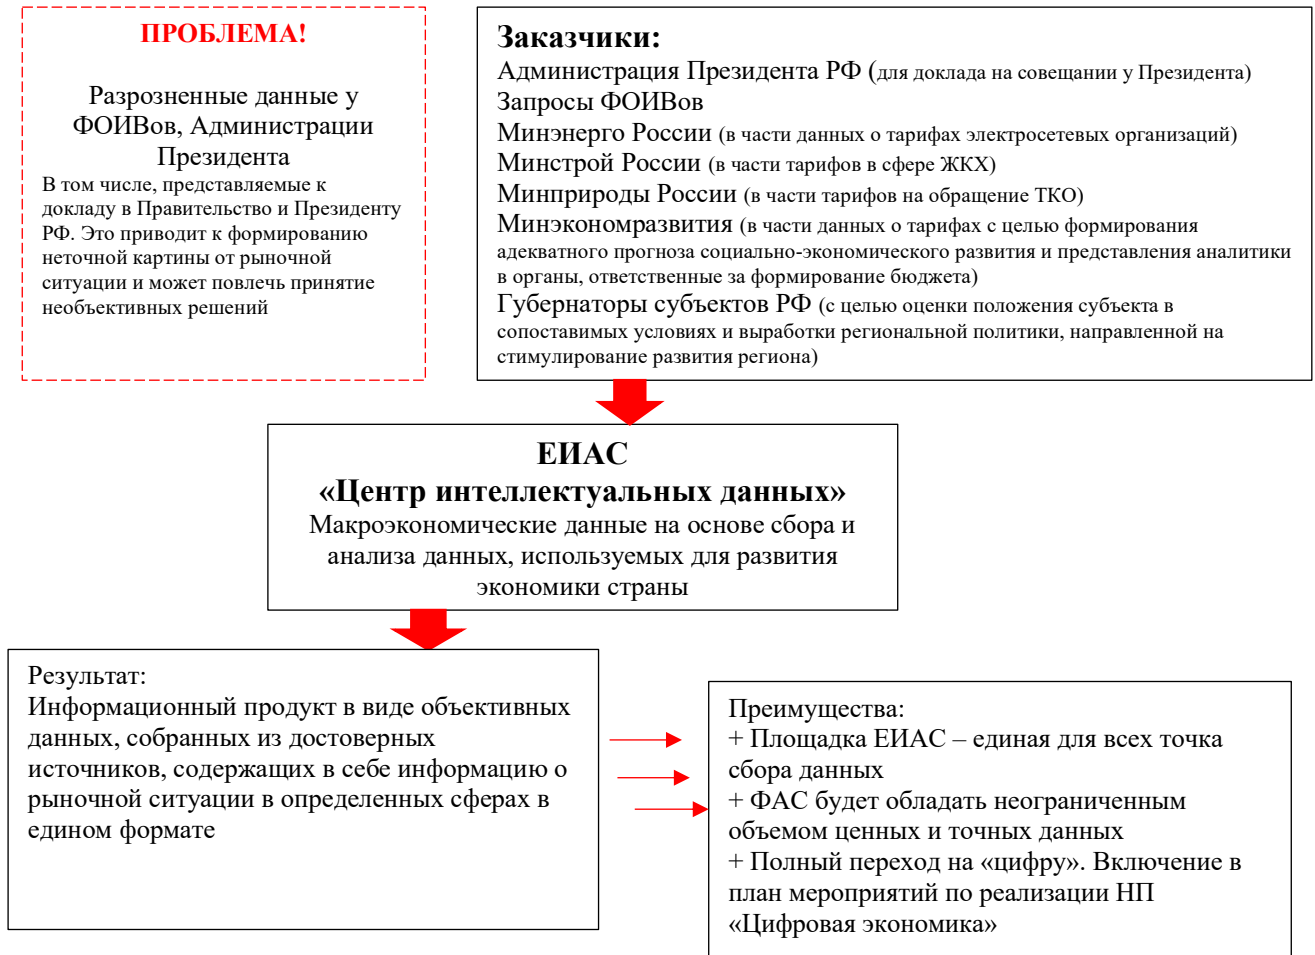 ПРОБЛЕМА!
Разрозненные данные у
ФОИВов, Администрации
Президента
В том числе, представляемые к
докладу в Правительство и Президенту
РФ. Это приводит к формированию
неточной картины от рыночной
ситуации и может повлечь принятие
необъективных решений
Заказчики:
Администрация Президента РФ (для доклада на совещании у Президента)
Запросы ФОИВов
Минэнерго России (в части данных о тарифах электросетевых организаций)
Минстрой России (в части тарифов в сфере ЖКХ)
Минприроды России (в части тарифов на обращение ТКО)
Минэкономразвития (в части данных о тарифах с целью формирования
адекватного прогноза социально-экономического развития и представления аналитики
в органы, ответственные за формирование бюджета)
Губернаторы субъектов РФ (с целью оценки положения субъекта в
сопоставимых условиях и выработки региональной политики, направленной на
стимулирование развития региона)
ЕИАС
«Центр интеллектуальных данных»
Макроэкономические данные на основе сбора и
анализа данных, используемых для развития
экономики страны
Результат:
Информационный продукт в виде объективных
данных, собранных из достоверных
источников, содержащих в себе информацию о
рыночной ситуации в определенных сферах в
едином формате
Преимущества:
+ Площадка ЕИАС – единая для всех точка
сбора данных
+ ФАС будет обладать неограниченным
объемом ценных и точных данных
+ Полный переход на «цифру». Включение в
план мероприятий по реализации НП
«Цифровая экономика»